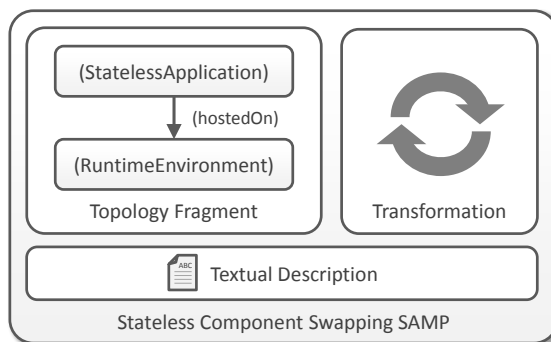 (StatelessApplication)
(hostedOn)
(RuntimeEnvironment)
Topology Fragment
Transformation
ABC
Textual Description
Stateless Component Swapping SAMP